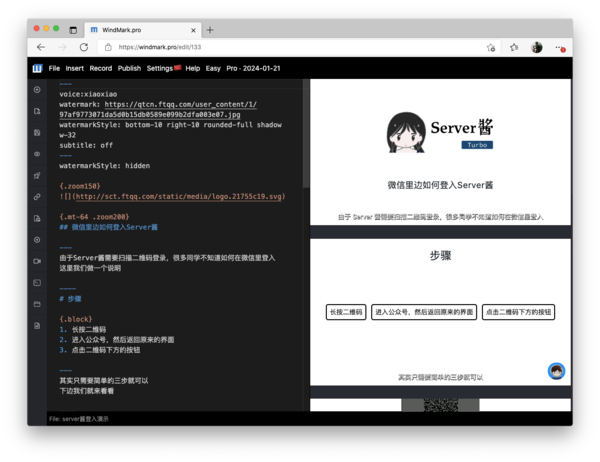 WindMark.pro
https://windmark.pro/edit/133
File Insert Record Publish Settings Help Easy Pro · 2024-01-21
---
voice:xiaoxiao
watermark: https://qtcn.ftqq.com/user_content/1/
97af9773071da5d0b15db0589e099b2dfa003e07.jpg
watermarkStyle: bottom-10 right-10 rounded-full shadow
w-32
subtitle: off
---
watermarkStyle: hidden
{.zoom150}
![](http://sct.ftqq.com/static/media/logo.21755c19.svg)
{.mt-64 .zoom200}
## 微信里边如何登入Server酱
---
由于Server酱需要扫描二维码登录，很多同学不知道如何在微信里登入
这里我们做一个说明
----
# 步骤
{.block}
1. 长按二维码
2. 进入公众号，然后返回原来的界面
3. 点击二维码下方的按钮
---
其实只需要简单的三步就可以
下边我们就来看看
File: server酱登入演示
Server酱
Turbo
微信里边如何登入Server酱
由于 Server 酱需要扫描二维码登录，很多同学不知道如何在微信里登入
步骤
长按二维码
进入公众号，然后返回原来的界面
点击二维码下方的按钮
其实只需要简单的三步就可以